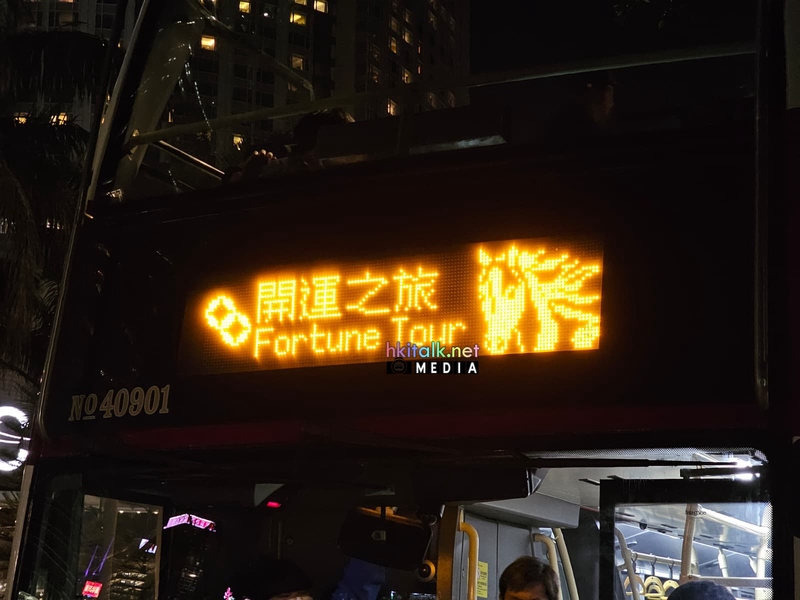 開運之旅
Fortune Tour
hkitalk.net
MEDIA
No 40901